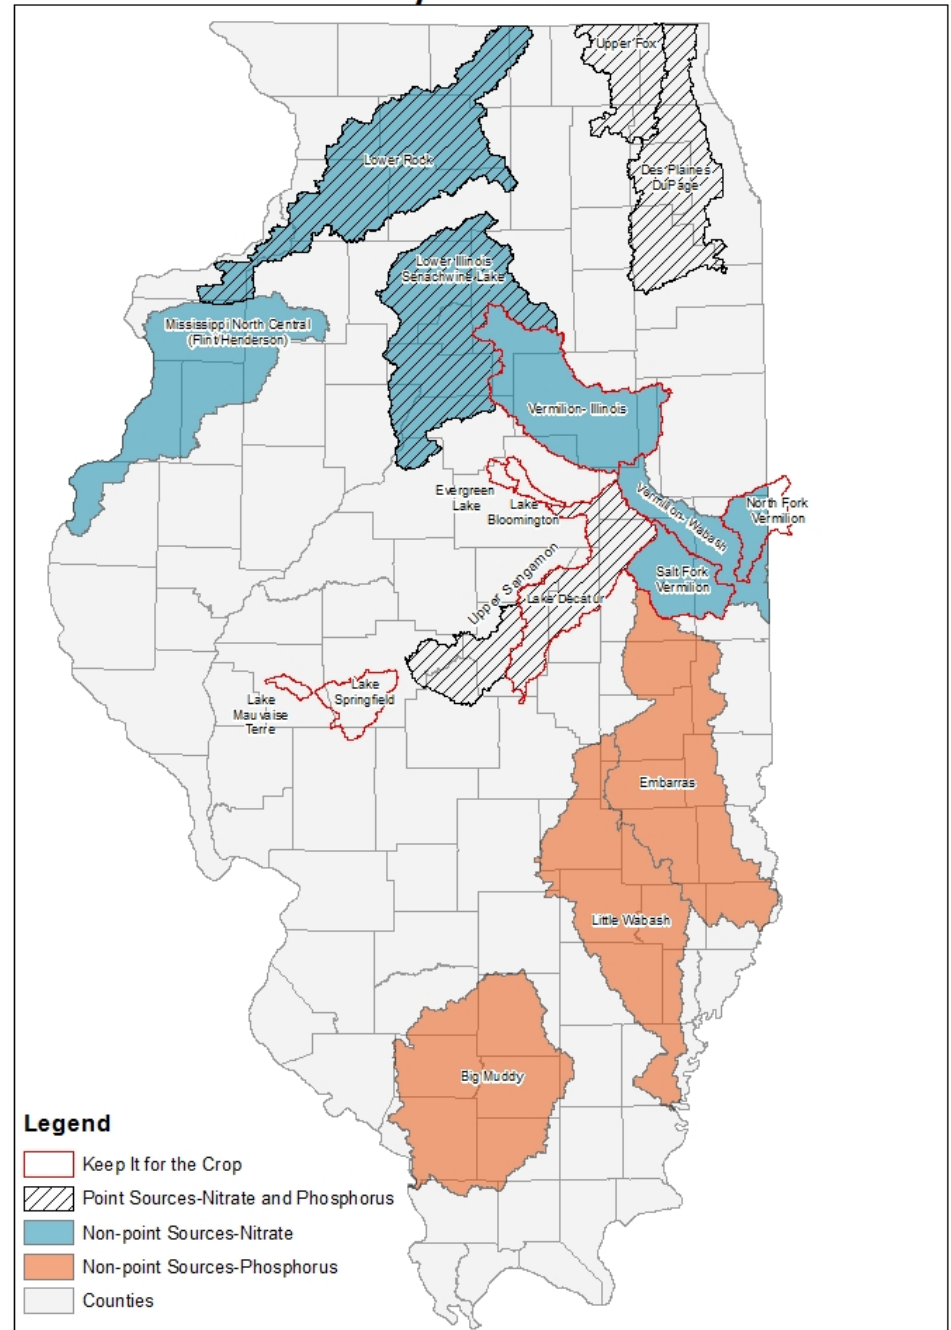 Upper Fox
Lower Rock
Des Plaines
DuPage
Lower Illinois
Senachwine Lake
Mississippi North Central
(Flint/Henderson)
Vermilion- Illinois
Evergreen
Lake
Lake
Bloomington
Vermilion- Wabash
North Fork
Vermilion
Salt Fork
Vermilion
Upper Sangamon
Lake Decatur
Lake
Springfield
Lake
Mauvaise
Terre
Embarras
Little Wabash
Big Muddy
Legend
Keep It for the Crop
Point Sources-Nitrate and Phosphorus
Non-point Sources-Nitrate
Non-point Sources-Phosphorus
Counties